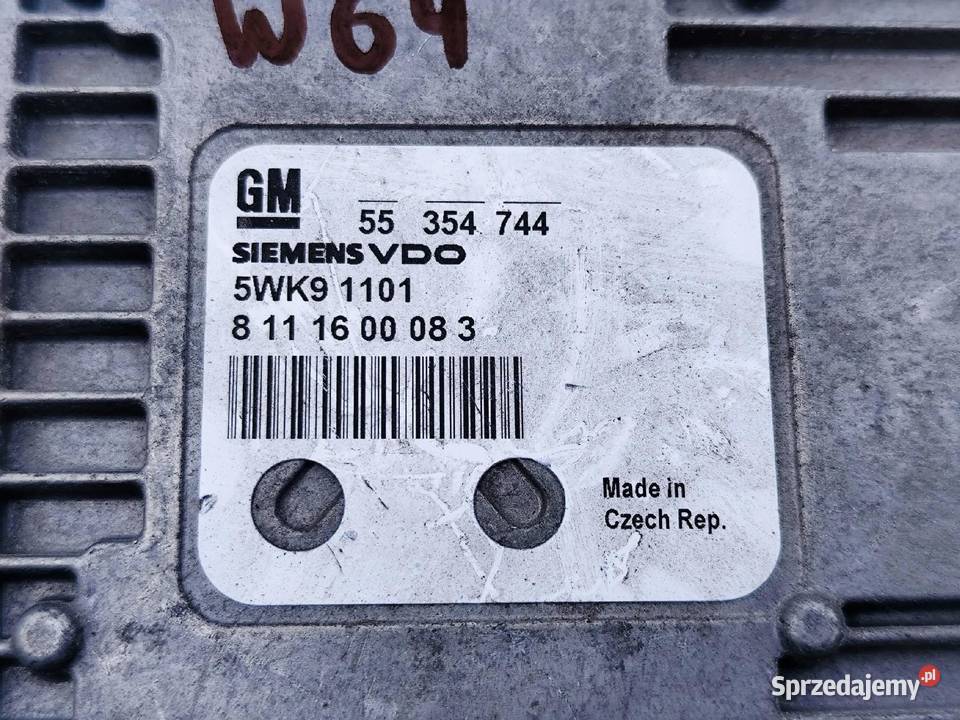 W64
GM
55 354 744
SIEMENS VDO
5WK9 1101
8 11 16 00 08 3
Made in
Czech Rep.
Sprzedajemy.pl